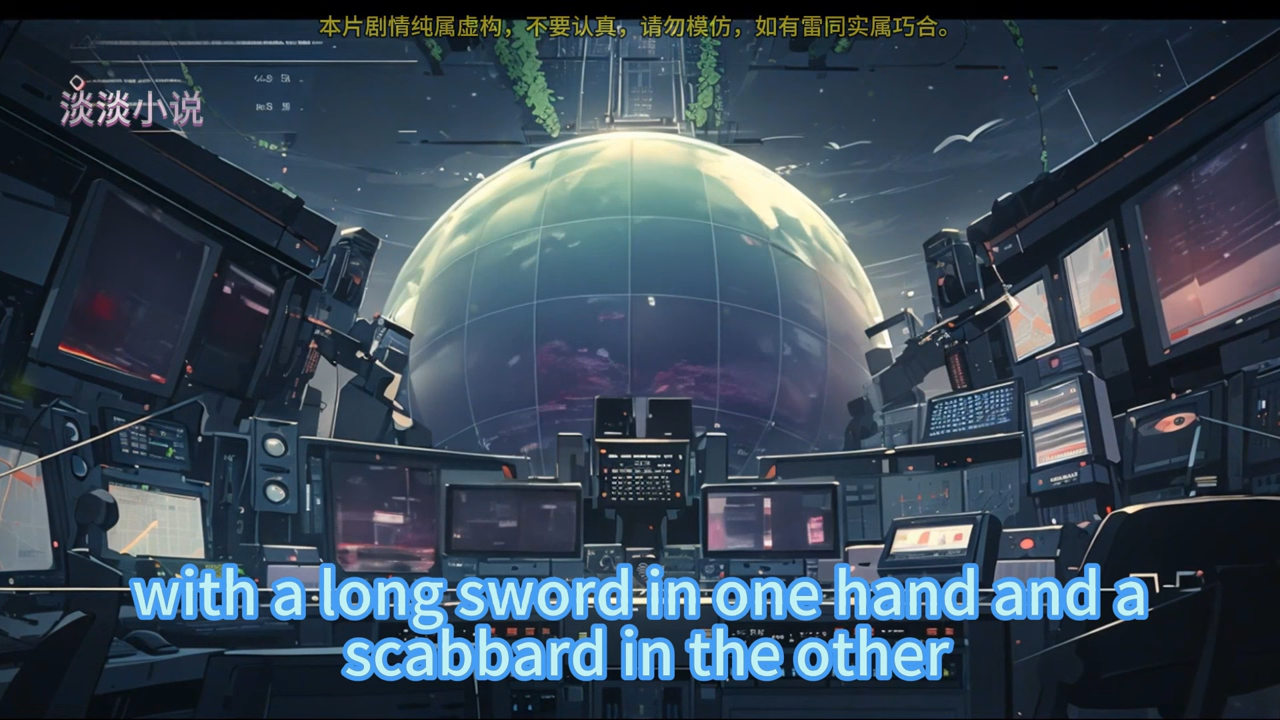 本片剧情纯属虚构，不要认真，请勿模仿，如有雷同实属巧合。
淡淡小说
with a long sword in one hand and a
scabbard in the other